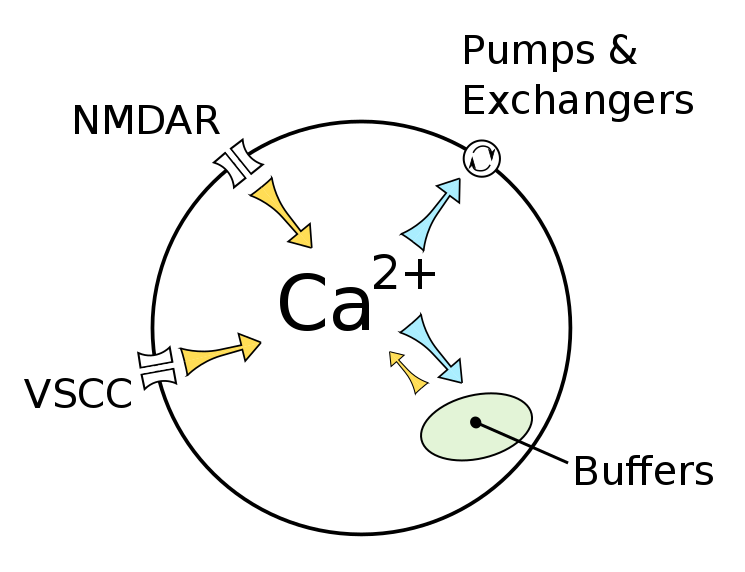 Pumps &
Exchangers
NMDAR
Ca2+
VSCC
Buffers